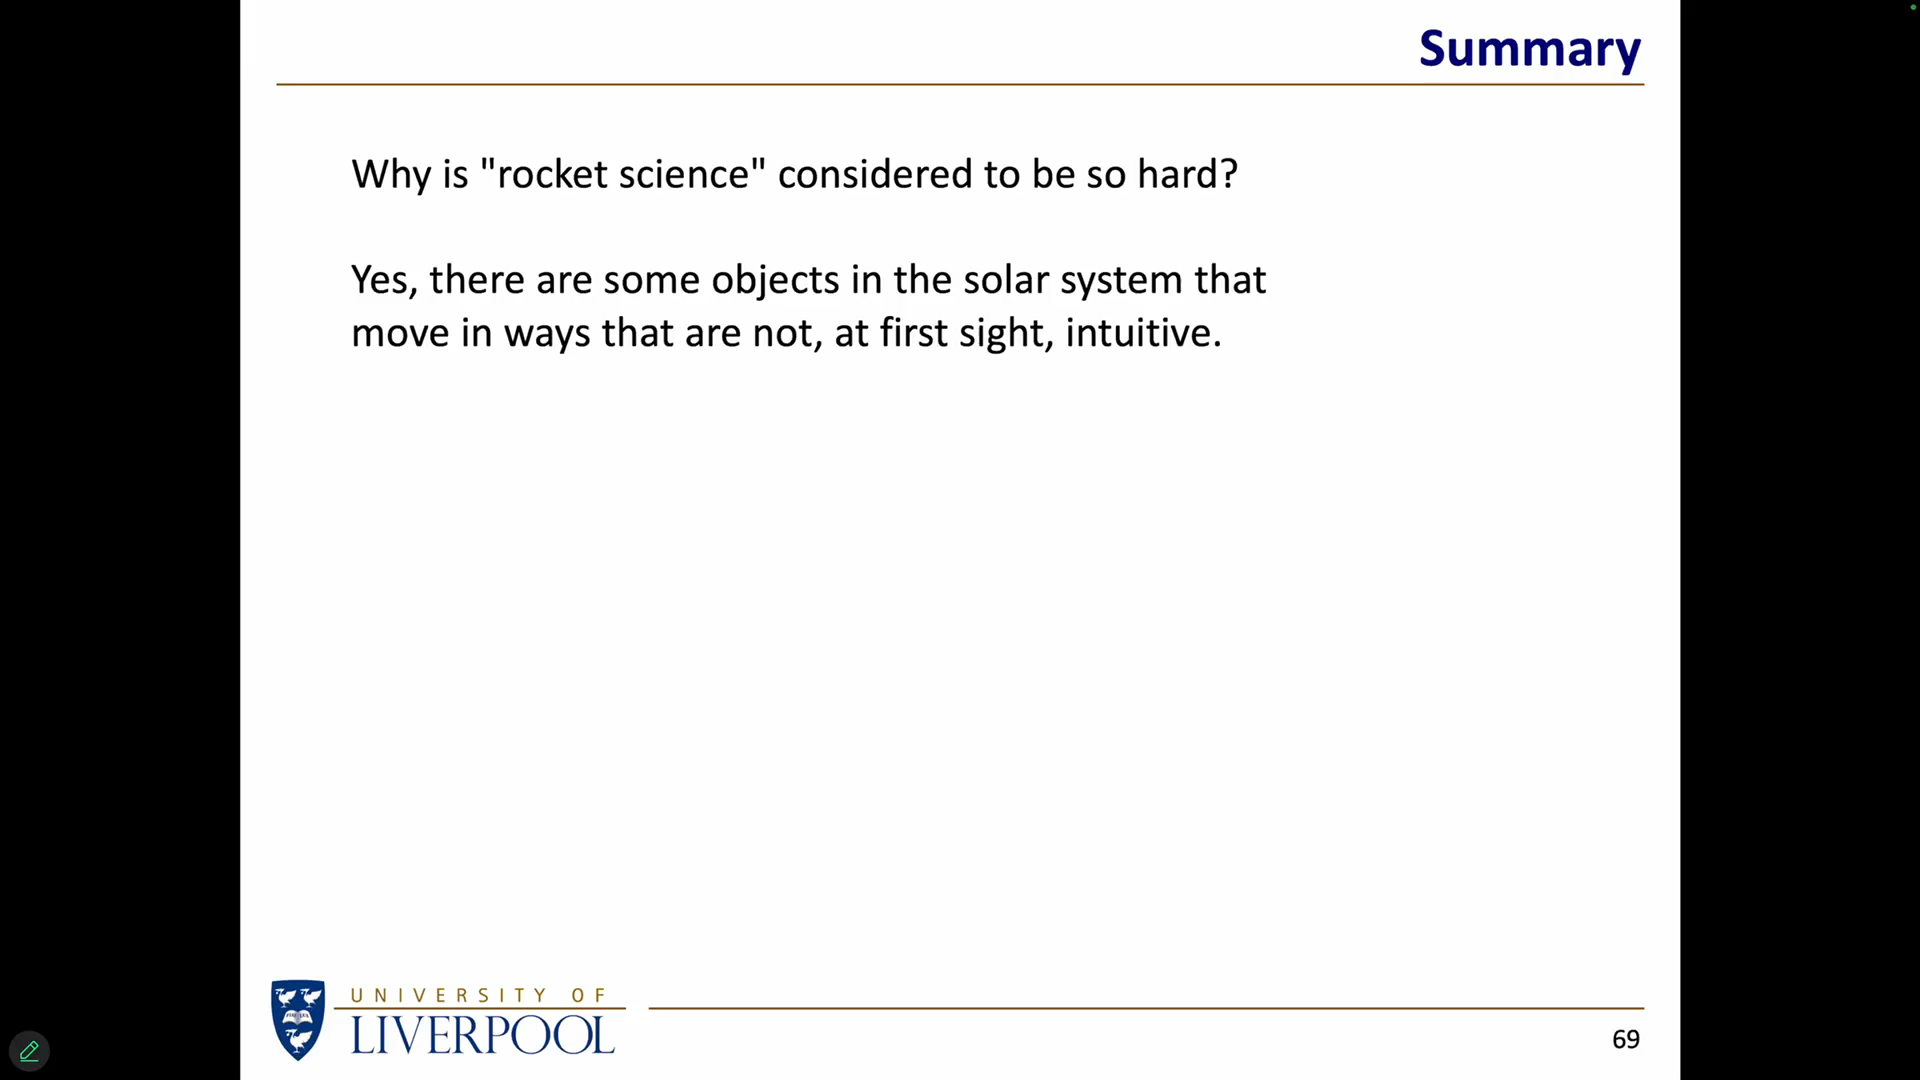 Summary
Why is "rocket science" considered to be so hard?
Yes, there are some objects in the solar system that
move in ways that are not, at first sight, intuitive.
UNIVERSITY OF
LIVERPOOL
69